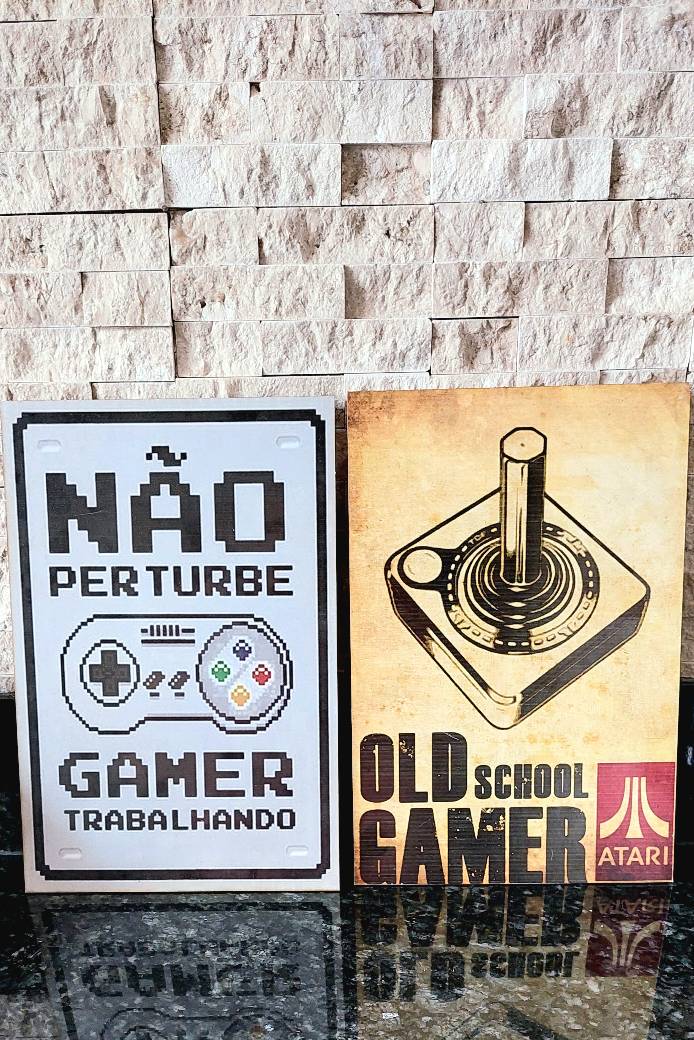 NÃO
PERTURBE
GAMER
TRABALHANDO
OLD SCHOOL
GAMER
ATARI